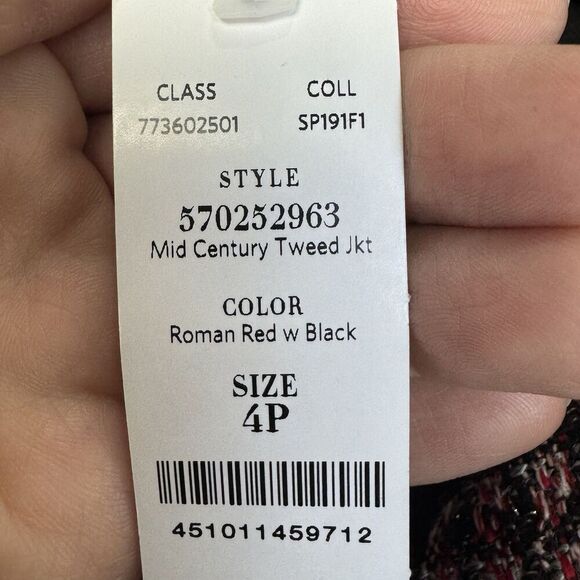 CLASS COLL
773602501 SP191F1
STYLE
570252963
Mid Century Tweed Jkt
COLOR
Roman Red w Black
SIZE
4P
451011459712